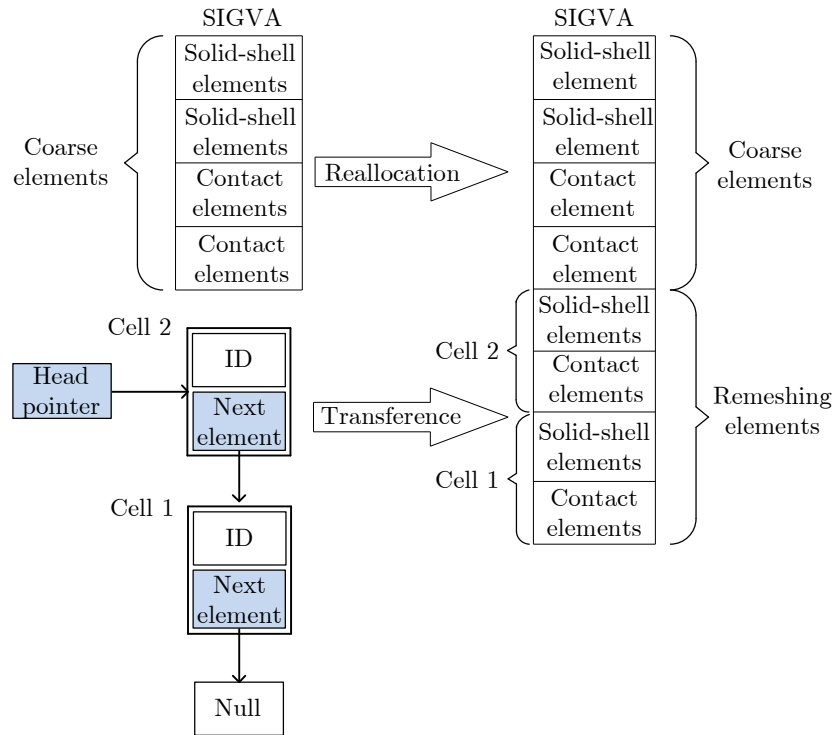 SIGVA
Solid-shell
elements
Solid-shell
elements
Contact
elements
Contact
elements
Coarse
elements
Reallocation
SIGVA
Solid-shell
element
Solid-shell
element
Contact
element
Contact
element
Coarse
elements
Solid-shell
elements
Contact
elements
Solid-shell
elements
Contact
elements
Cell 2
Cell 1
Remeshing
elements
Transference
Cell 2
Head
pointer
ID
Next
element
Cell 1
ID
Next
element
Null